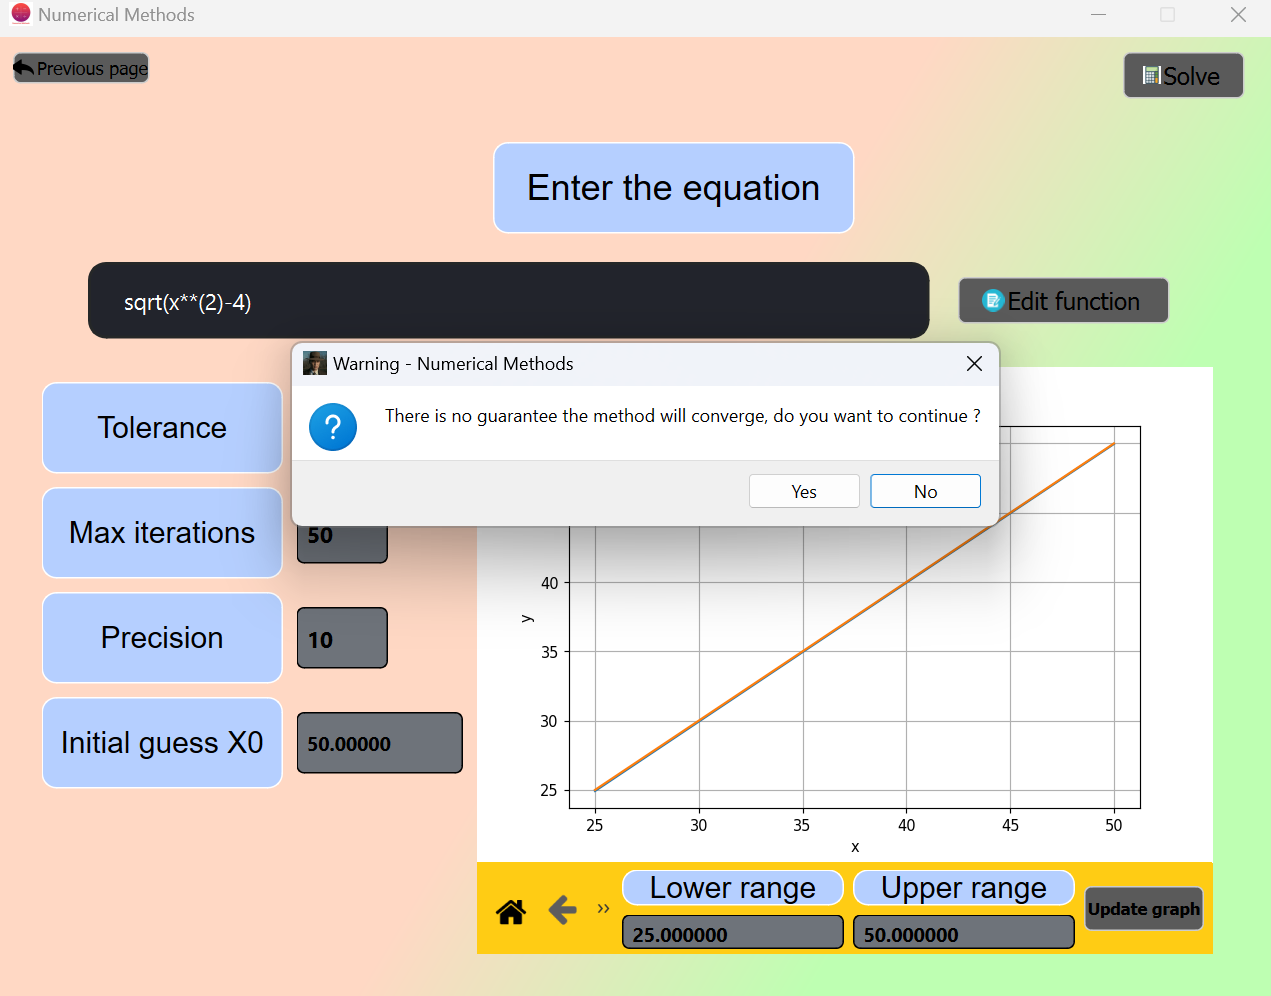 Numerical Methods
Previous page
Solve
Enter the equation
sqrt(x**(2)-4)
Edit function
Warning - Numerical Methods
There is no guarantee the method will converge, do you want to continue ?
Yes
No
Tolerance
Max iterations
50
Precision
10
Initial guess X0
50.00000
40
35
30
25
y
25 30 35 40 45 50
x
Lower range
Upper range
25.000000
50.000000
Update graph